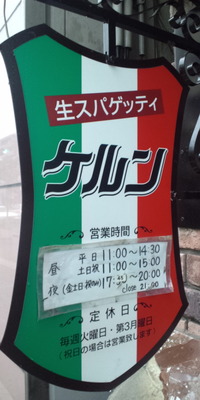 生スパゲッティ
ケルン
営業時間
昼 平日 11:00〜14:30
土日祝 11:00〜15:00
夜(金土日祝のみ) 17:30〜20:00
close 21:00
定休日
毎週火曜日・第3月曜日
(祝日の場合は営業致します)